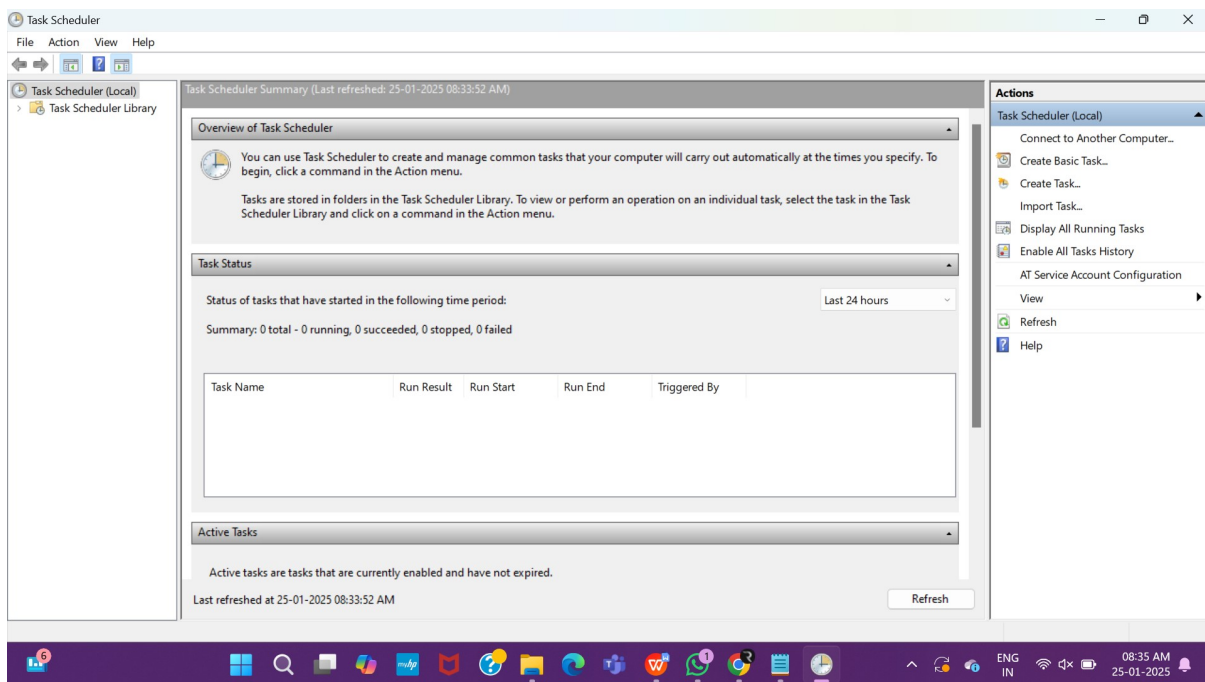 Task Scheduler
File Action View Help
Task Scheduler (Local)
Task Scheduler Library
Task Scheduler Summary (Last refreshed: 25-01-2025 08:33:52 AM)
Overview of Task Scheduler
You can use Task Scheduler to create and manage common tasks that your computer will carry out automatically at the times you specify. To
begin, click a command in the Action menu.
Tasks are stored in folders in the Task Scheduler Library. To view or perform an operation on an individual task, select the task in the Task
Scheduler Library and click on a command in the Action menu.
Task Status
Status of tasks that have started in the following time period:
Last 24 hours
Summary: 0 total - 0 running, 0 succeeded, 0 stopped, 0 failed
Task Name Run Result Run Start Run End Triggered By
Active Tasks
Active tasks are tasks that are currently enabled and have not expired.
Last refreshed at 25-01-2025 08:33:52 AM
Refresh
Actions
Task Scheduler (Local)
Connect to Another Computer...
Create Basic Task...
Create Task...
Import Task...
Display All Running Tasks
Enable All Tasks History
AT Service Account Configuration
View
Refresh
Help
6
myhp
1
R
ENG
IN
08:35 AM
25-01-2025